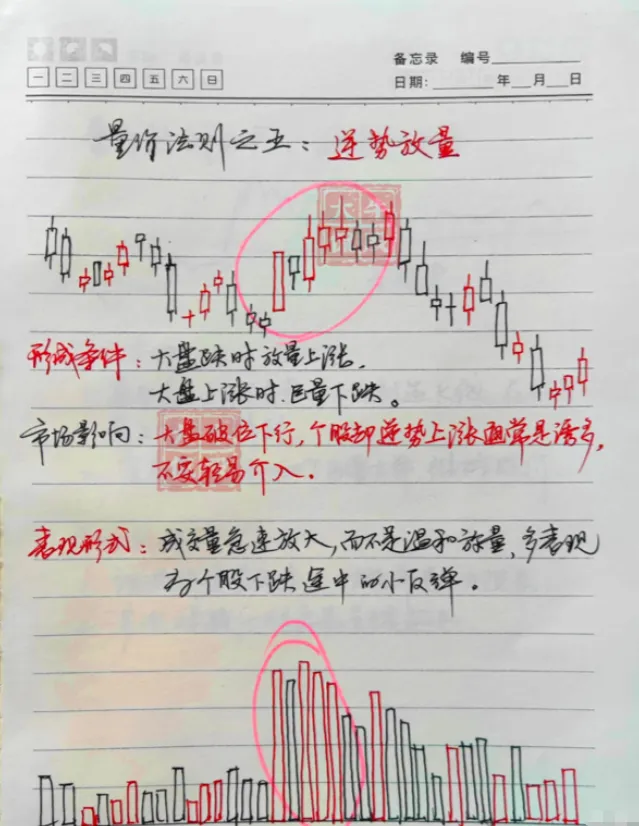 备忘录 编号
一 二 三 四 五 六 日
日期: 年 月 日
量价法则之五：逆势放量
形成条件：大盘跌时放量上涨，
大盘上涨时，巨量下跌。
市场影响：大盘破位下行，个股却逆势上涨通常是诱多，
不要轻易介入．
表现形式：成交量急速放大，而不是温和放量，多表现
为个股下跌途中的小反弹。